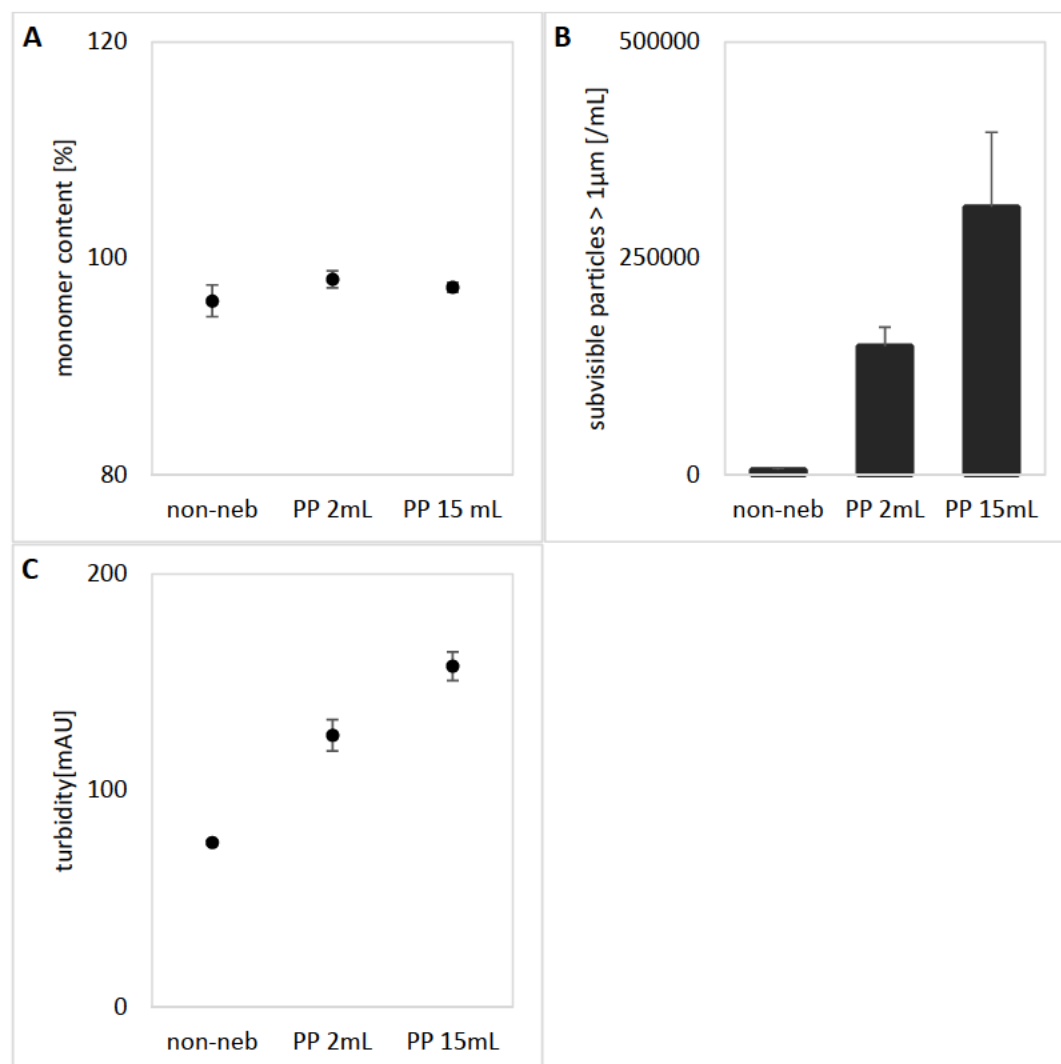 A
120
100
80
monomer content [%]
non-neb PP 2mL PP 15 mL
B
500000
250000
0
subvisible particles > 1µm [/mL]
non-neb PP 2mL PP 15mL
C
200
100
0
turbidity[mAU]
non-neb PP 2mL PP 15mL